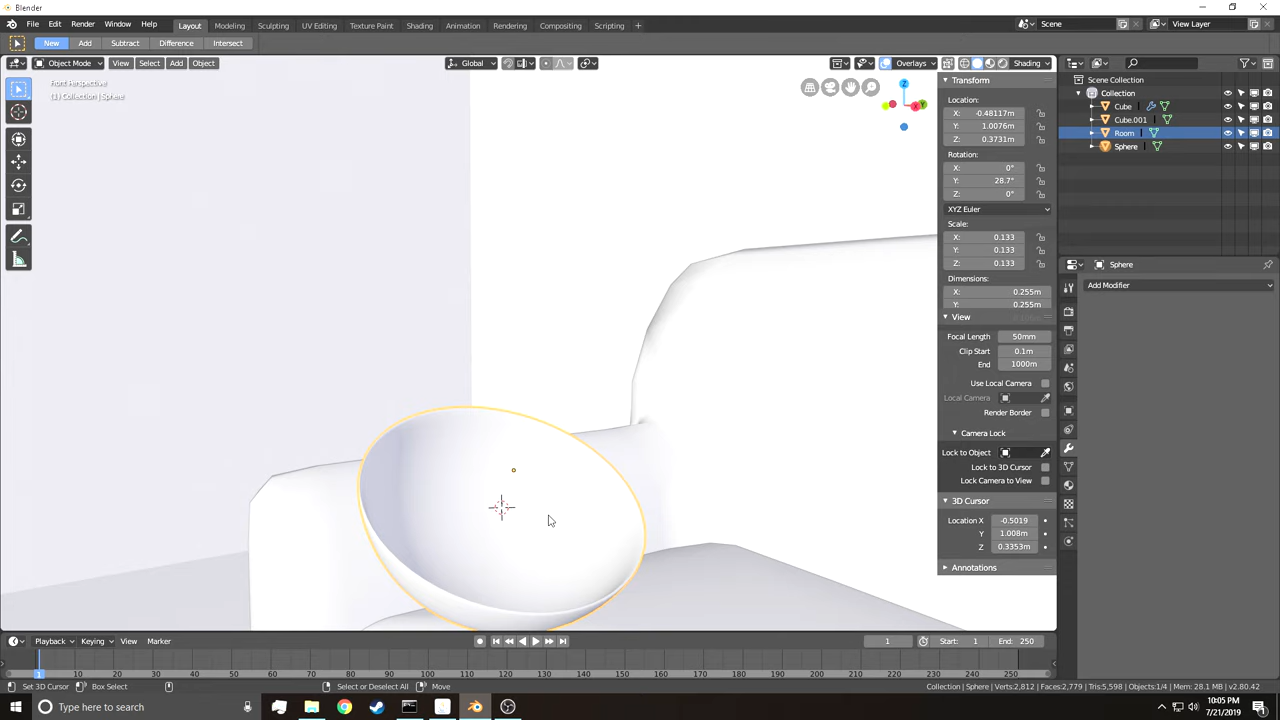 Blender
File Edit Render Window Help Layout Modeling Sculpting UV Editing Texture Paint Shading Animation Rendering Compositing Scripting + Scene View Layer
New Add Subtract Difference Intersect
Object Mode View Select Add Object Global Overlays Shading
Front Perspective
(1) Collection | Sphere
Z
X
Y
Transform
Location:
X: -0.48117m
Y: 1.0076m
Z: 0.3731m
Rotation:
X: 0°
Y: 28.7°
Z: 0°
XYZ Euler
Scale:
X: 0.133
Y: 0.133
Z: 0.133
Dimensions:
X: 0.255m
Y: 0.255m
View
Focal Length 50mm
Clip Start 0.1m
End 1000m
Use Local Camera
Local Camera
Render Border
Camera Lock
Lock to Object
Lock to 3D Cursor
Lock Camera to View
3D Cursor
Location X -0.5019
Y 1.008m
Z 0.3353m
Annotations
Scene Collection
Collection
Cube
Cube.001
Room
Sphere
Sphere
Add Modifier
Playback Keying View Marker 1 Start: 1 End: 250
1 10 20 30 40 50 60 70 80 90 100 110 120 130 140 150 160 170 180 190 200 210 220 230 240 250
Set 3D Cursor Box Select Select or Deselect All Move Collection | Sphere | Verts:2,812 | Faces:2,779 | Tris:5,598 | Objects:1/4 | Mem: 28.1 MB | v2.80.42
Type here to search
10:05 PM
7/21/2019